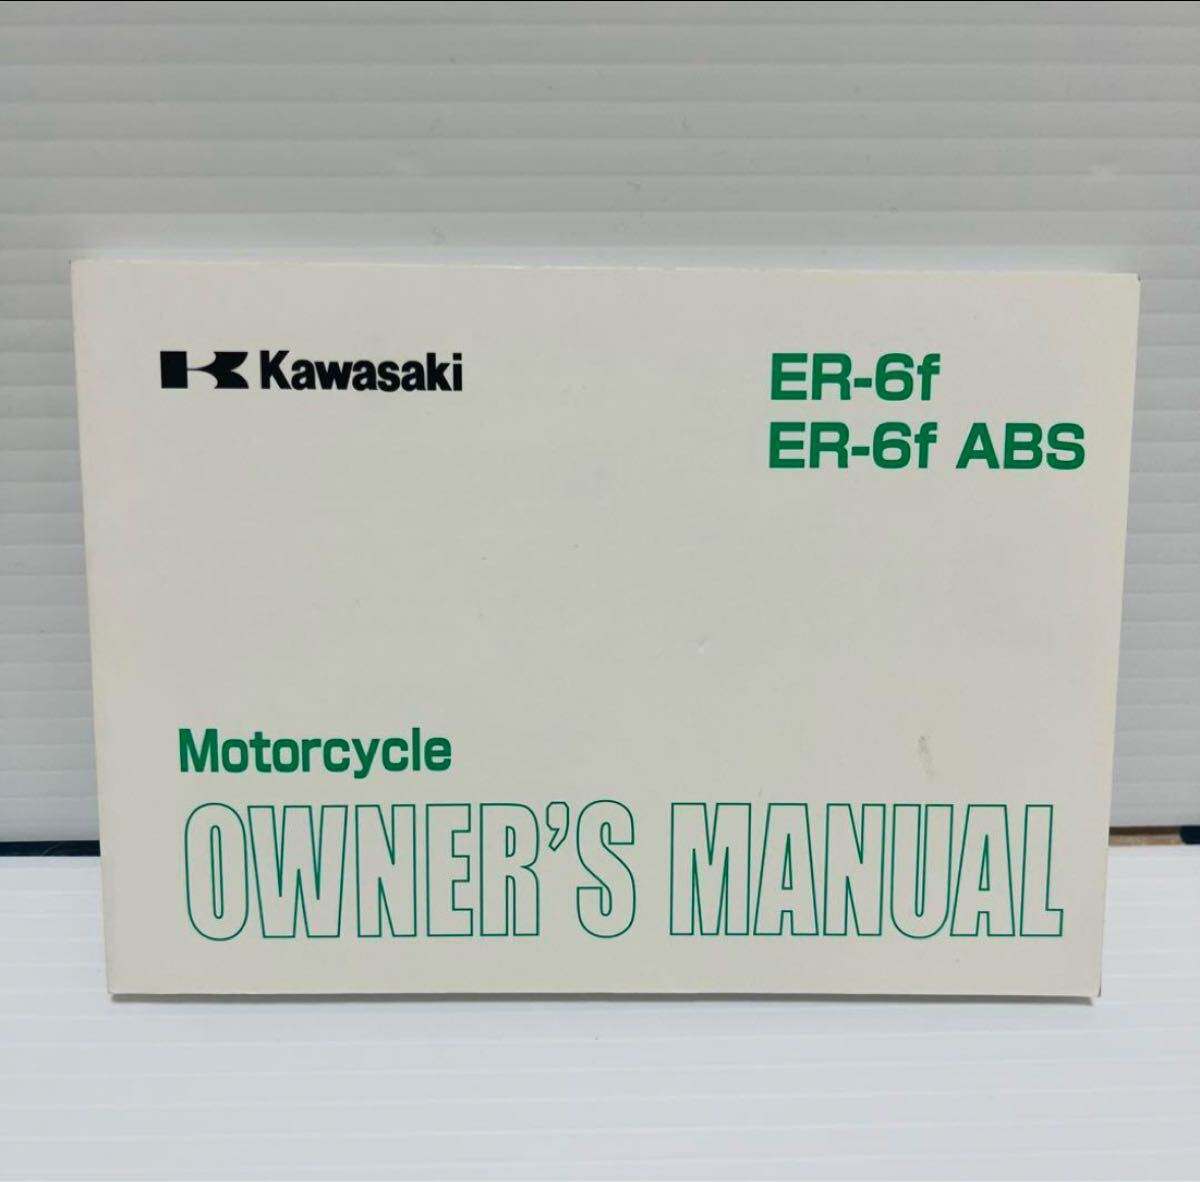 Kawasaki
ER-6f
ER-6f ABS
Motorcycle
OWNER'S MANUAL